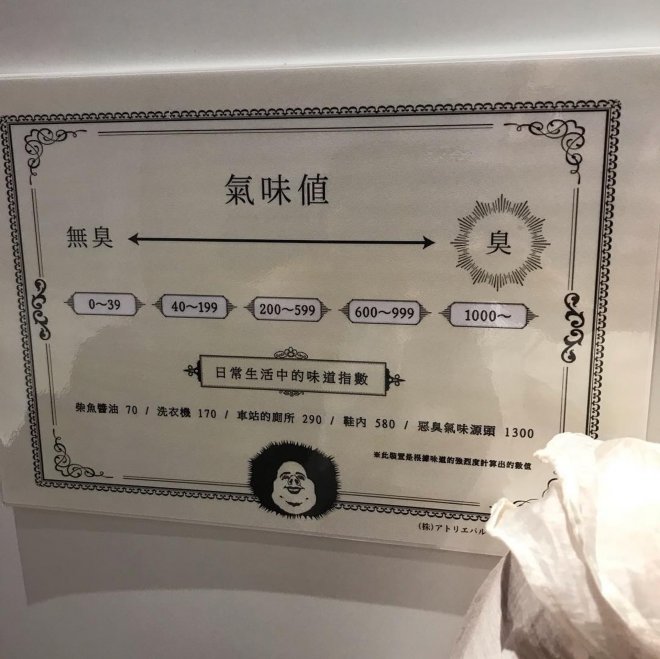 氣味値
無臭 臭
0～39 40～199 200～599 600～999 1000～
日常生活中的味道指數
柴魚醬油 70 / 洗衣機 170 / 車站的廁所 290 / 鞋內 580 / 惡臭氣味源頭 1300
※此裝置是根據味道的強烈度計算出的數值
(株)アトリエパル